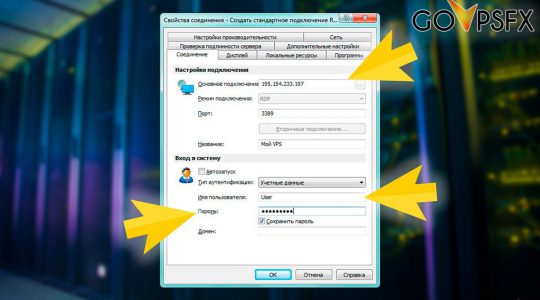 GOVPSFX
Свойства соединения - Создать стандартное подключение R...
Настройки производительности
Сеть
Проверка подлинности сервера
Дополнительные настройки
Соединение
Дисплей
Локальные ресурсы
Программы
Настройки подключения
Основное подключение
195.154.233.197
Режим подключения:
RDP
Порт:
3389
Вторичные подключения...
Название:
Мой VPS
Вход в систему
Автозапуск
Тип аутентификации:
Учетные данные
Имя пользователя:
User
Пароль:
•••••••••
Сохранить пароль
Домен:
OK
Отмена
Справка